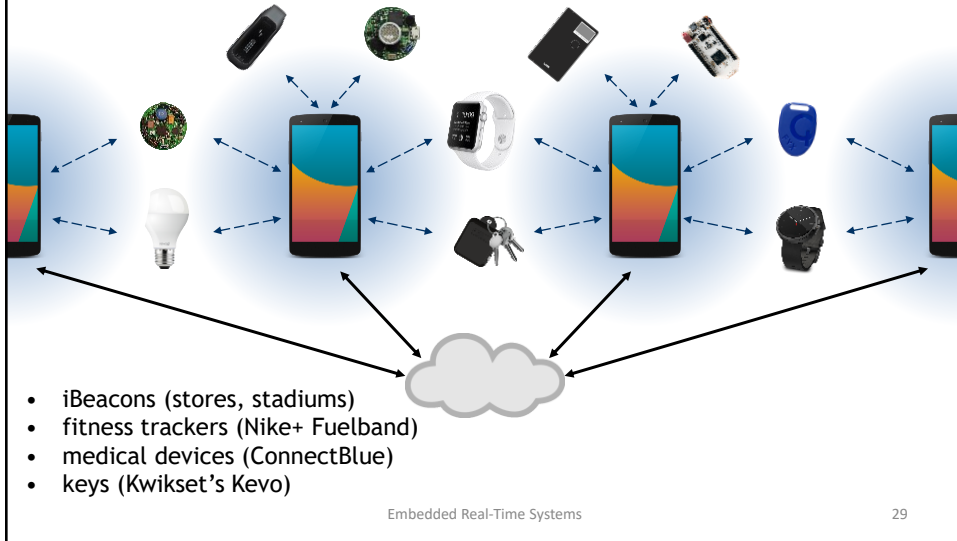 • iBeacons (stores, stadiums)
• fitness trackers (Nike+ Fuelband)
• medical devices (ConnectBlue)
• keys (Kwikset’s Kevo)
Embedded Real-Time Systems
29